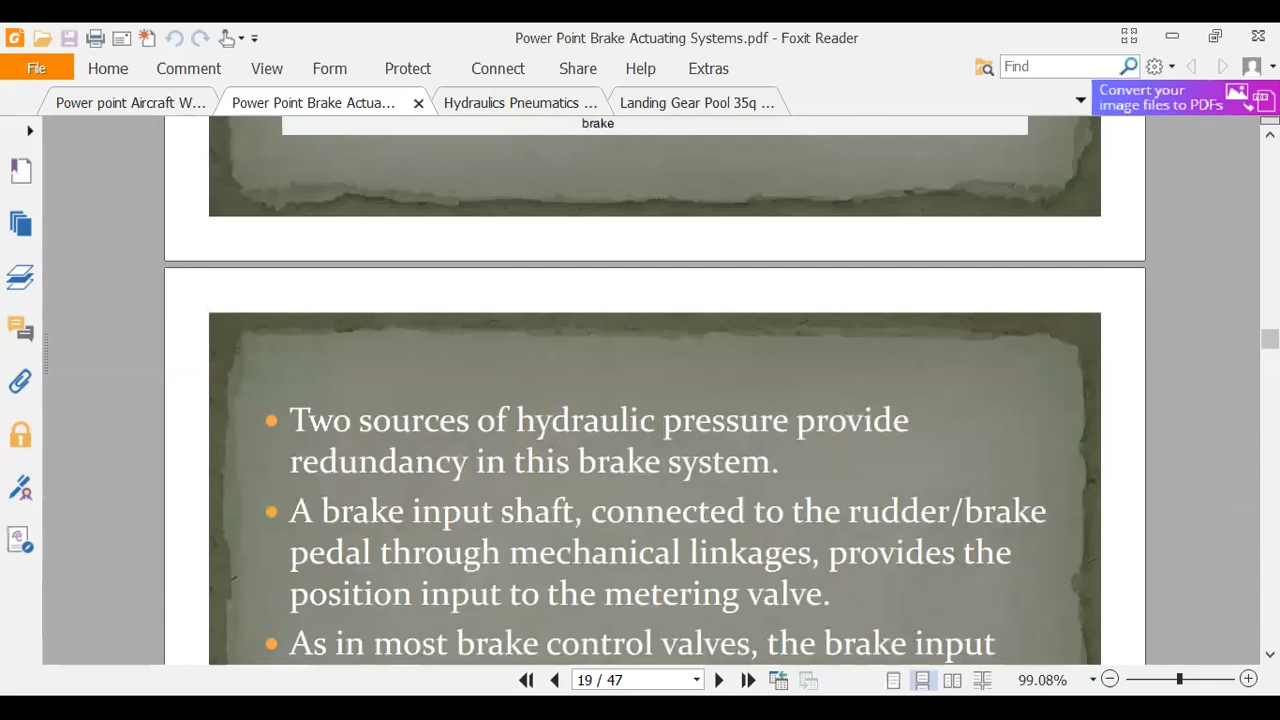 Power Point Brake Actuating Systems.pdf - Foxit Reader
File Home Comment View Form Protect Connect Share Help Extras Find
Power point Aircraft W... Power Point Brake Actua... Hydraulics Pneumatics ... Landing Gear Pool 35q ...
Convert your
image files to PDFs
brake
Two sources of hydraulic pressure provide
redundancy in this brake system.
A brake input shaft, connected to the rudder/brake
pedal through mechanical linkages, provides the
position input to the metering valve.
As in most brake control valves, the brake input
19 / 47 99.08%